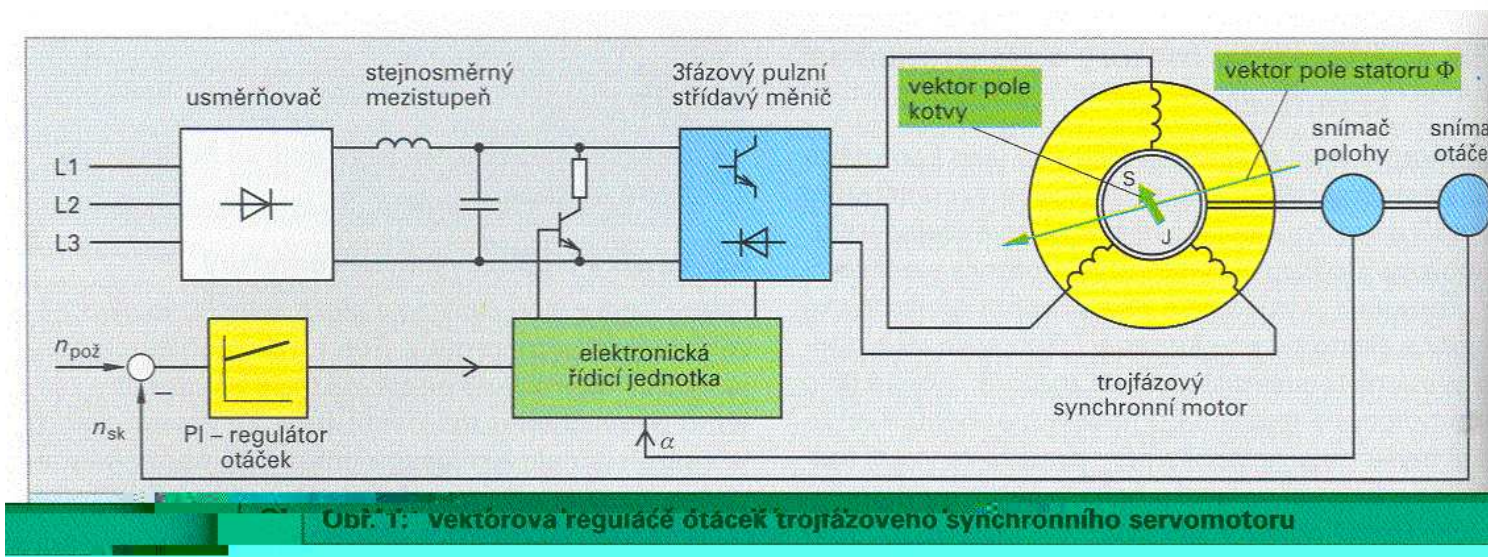 usměrňovač
stejnosměrný
mezistupeň
3fázový pulzní
střídavý měnič
vektor pole
kotvy
vektor pole statoru Φ
snímač
polohy
L1
L2
L3
S
J
n pož 
n sk
–
PI – regulátor
otáček
elektronická
řídicí jednotka
α
trojfázový
synchronní motor
Obr. 1: Vektorová regulace otáček trojfázového synchronního servomotoru